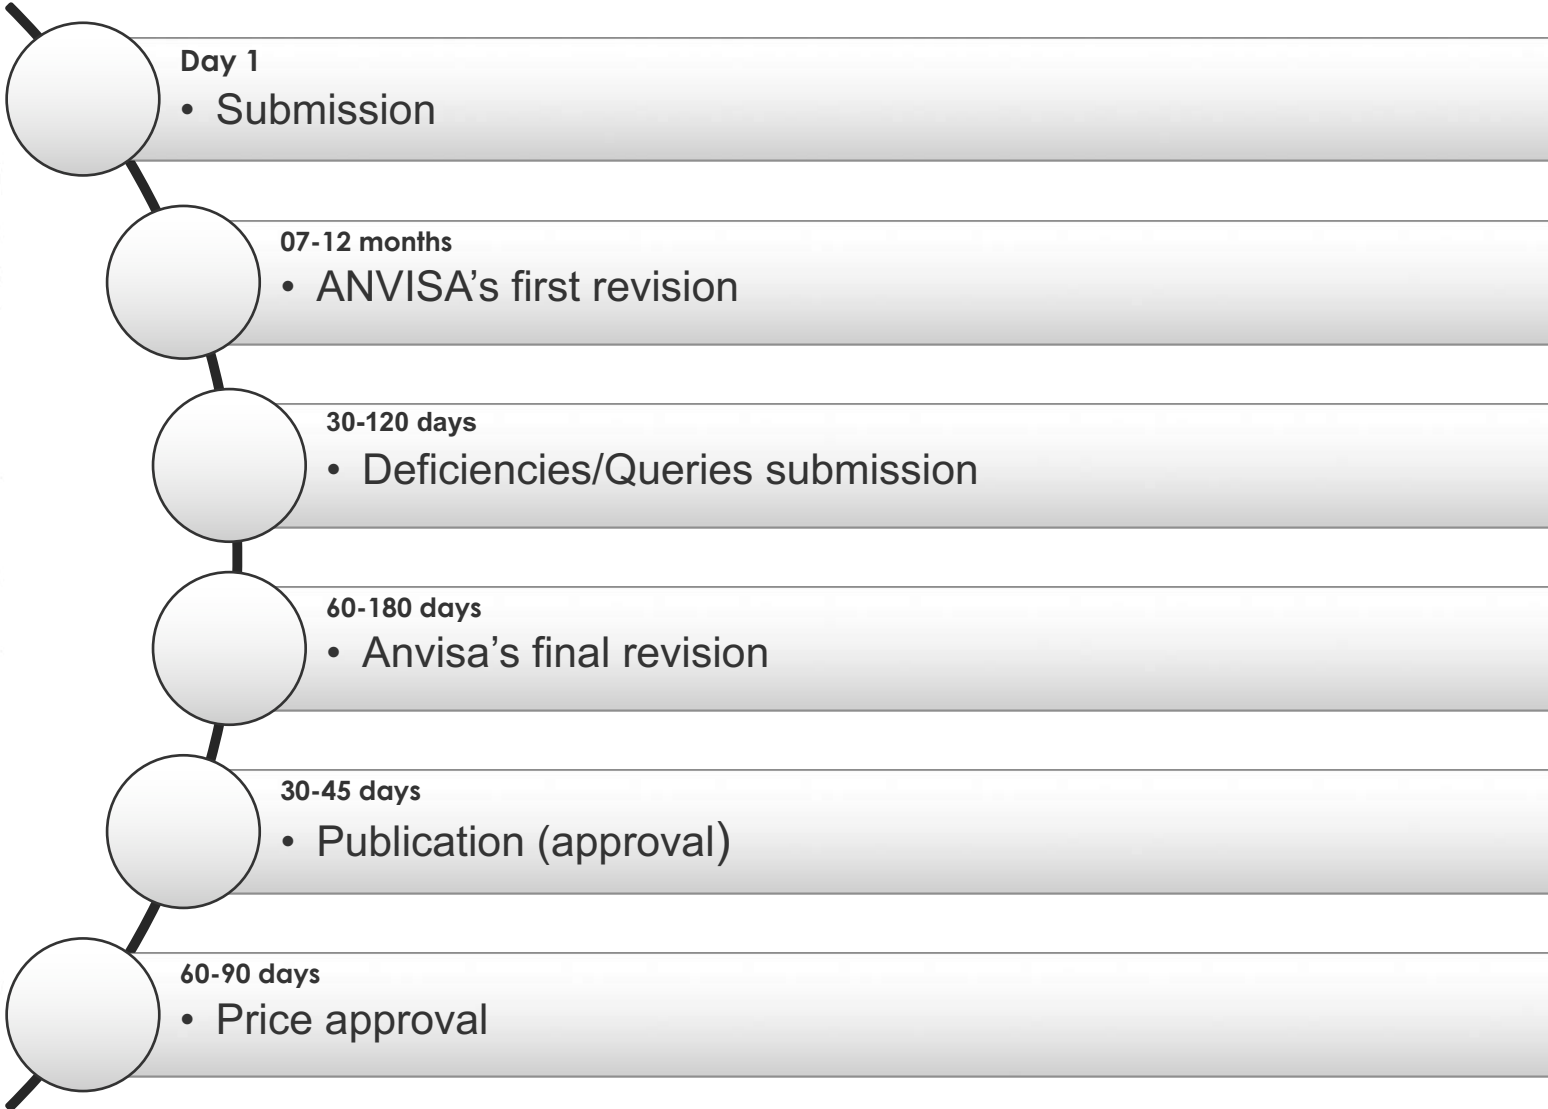 Day 1
• Submission
07-12 months
• ANVISA’s first revision
30-120 days
• Deficiencies/Queries submission
60-180 days
• Anvisa’s final revision
30-45 days
• Publication (approval)
60-90 days
• Price approval